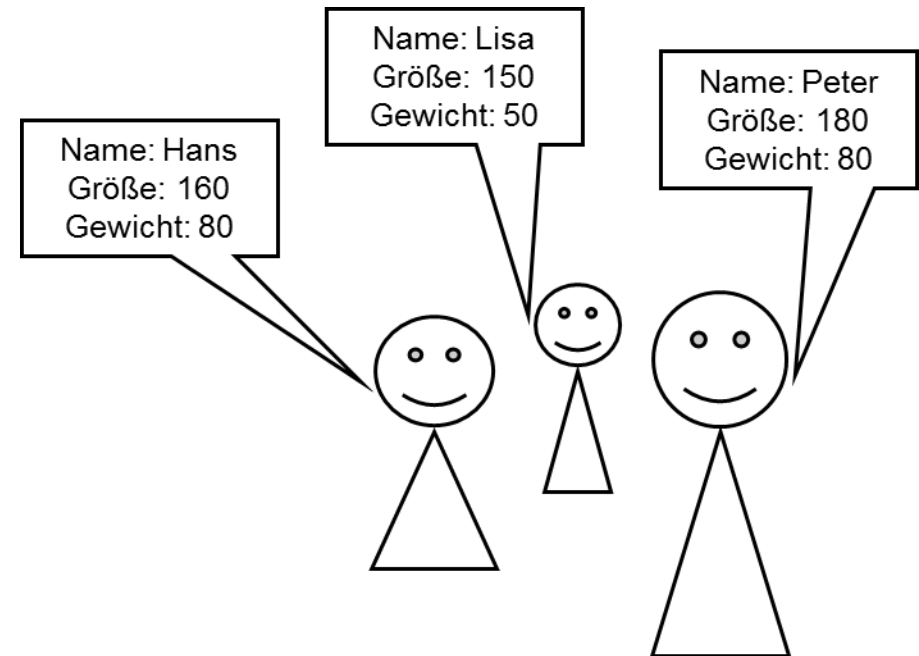 Name: Hans
Größe: 160
Gewicht: 80
Name: Lisa
Größe: 150
Gewicht: 50
Name: Peter
Größe: 180
Gewicht: 80